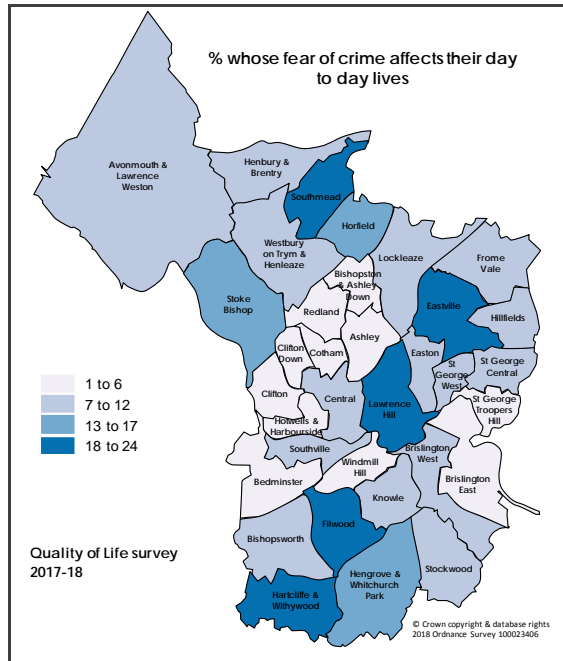 % whose fear of crime affects their day
to day lives
Avonmouth &
Lawrence
Weston
Henbury &
Brentry
Southmead
Horfield
Westbury
on Trym &
Henleaze
Lockleaze
Frome
Vale
Bishopston
& Ashley
Down
Stoke
Bishop
Redland
Eastville
Hillfields
Ashley
Clifton
Down
Cotham
Easton
St
George
West
St George
Central
Clifton
Central
Lawrence
Hill
St George
Troopers
Hill
Hotwells &
Harbourside
Southville
Windmill
Hill
Brislington
West
Brislington
East
Bedminster
Knowle
Filwood
Bishopsworth
Stockwood
Hengrove &
Whitchurch
Park
Hartcliffe &
Withywood
1 to 6
7 to 12
13 to 17
18 to 24
Quality of Life survey
2017-18
© Crown copyright & database rights
2018 Ordnance Survey 100023406